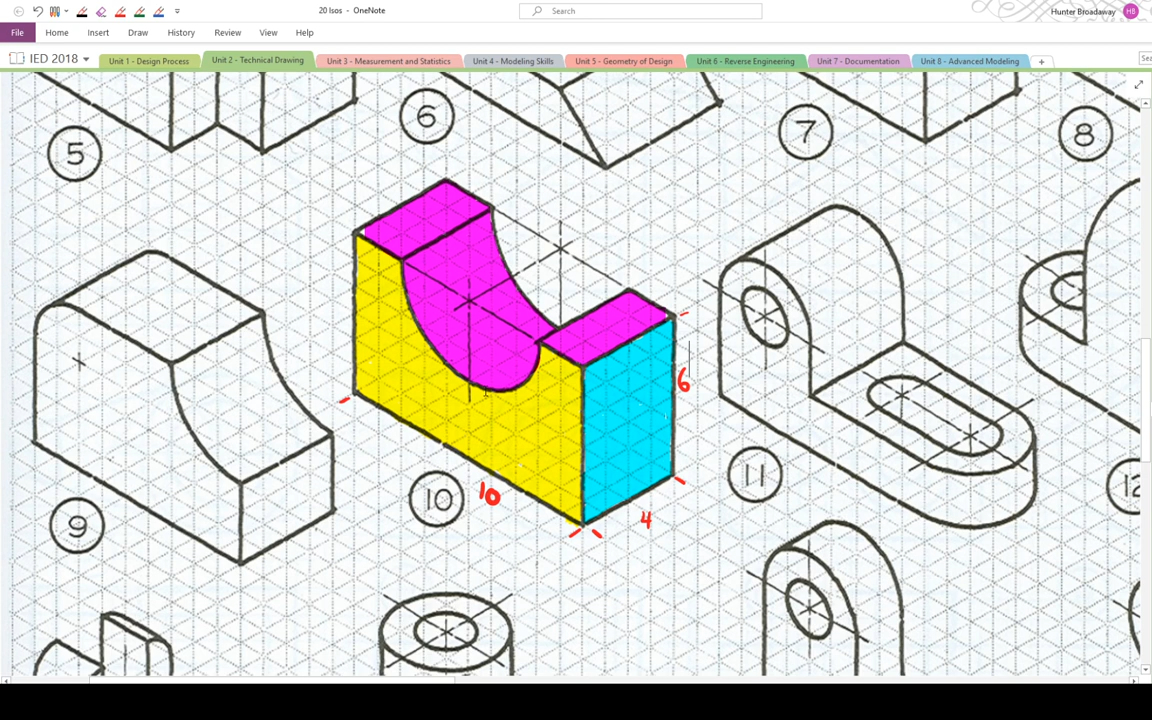 20 Isos - OneNote
Search
Hunter Broadaway
HB
File
Home
Insert
Draw
History
Review
View
Help
IED 2018
Unit 1 - Design Process
Unit 2 - Technical Drawing
Unit 3 - Measurement and Statistics
Unit 4 - Modeling Skills
Unit 5 - Geometry of Design
Unit 6 - Reverse Engineering
Unit 7 - Documentation
Unit 8 - Advanced Modeling
+
Sea
5
6
7
8
6
9
10
10
4
11
12